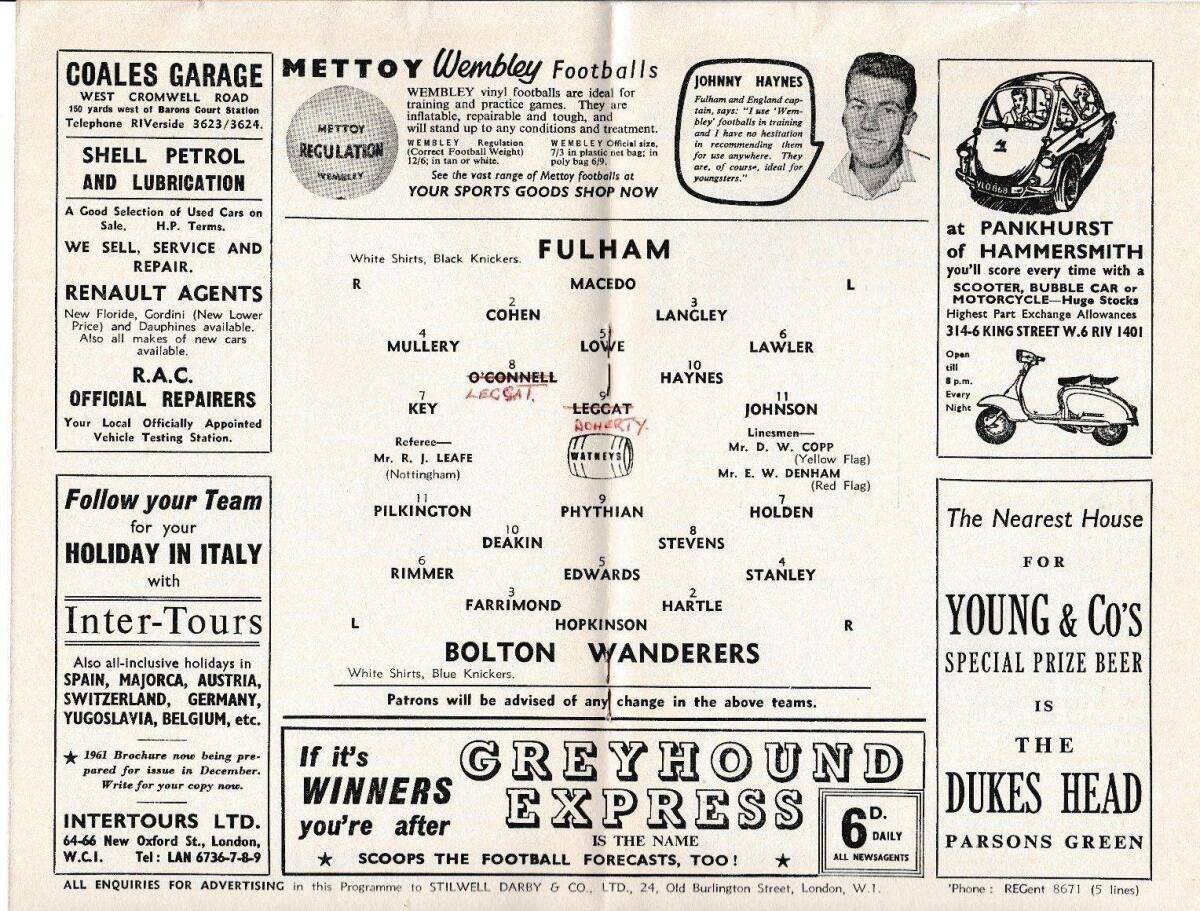 COALES GARAGE
WEST CROMWELL ROAD
150 yards west of Barons Court Station
Telephone RIVerside 3623/3624.
SHELL PETROL
AND LUBRICATION
A Good Selection of Used Cars on
Sale. H.P. Terms.
WE SELL, SERVICE AND
REPAIR.
RENAULT AGENTS
New Floride, Gordini (New Lower
Price) and Dauphines available.
Also all makes of new cars
available.
R.A.C.
OFFICIAL REPAIRERS
Your Local Officially Appointed
Vehicle Testing Station.
Follow your Team
for your
HOLIDAY IN ITALY
with
Inter-Tours
Also all-inclusive holidays in
SPAIN, MAJORCA, AUSTRIA,
SWITZERLAND, GERMANY,
YUGOSLAVIA, BELGIUM, etc.
★ 1961 Brochure now being pre-
pared for issue in December.
Write for your copy now.
INTERTOURS LTD.
64-66 New Oxford St., London,
W.C.1. Tel: LAN 6736-7-8-9
METTOY Wembley Footballs
METTOY
REGULATION
WEMBLEY
WEMBLEY vinyl footballs are ideal for
training and practice games. They are
inflatable, repairable and tough, and
will stand up to any conditions and treatment.
WEMBLEY Regulation
(Correct Football Weight)
12/6; in tan or white.
WEMBLEY Official size,
7/3 in plastic net bag; in
poly bag 6/9.
See the vast range of Mettoy footballs at
YOUR SPORTS GOODS SHOP NOW
JOHNNY HAYNES
Fulham and England cap-
tain, says: "I use 'Wem-
bley' footballs in training
and I have no hesitation
in recommending them
for use anywhere. They
are, of course, ideal for
youngsters."
FULHAM
White Shirts, Black Knickers.
R MACEDO L
2 3
COHEN LANGLEY
4 5 6
MULLERY LOWE LAWLER
8 10
O'CONNELL HAYNES
LEGGAT.
7 9 11
KEY LEGGAT JOHNSON
DOHERTY.
Referee—
Mr. R. J. LEAFE
(Nottingham)
WATNEYS
Linesmen—
Mr. D. W. COPP
(Yellow Flag)
Mr. E. W. DENHAM
(Red Flag)
11 9 7
PILKINGTON PHYTHIAN HOLDEN
10 8
DEAKIN STEVENS
6 5 4
RIMMER EDWARDS STANLEY
3 2
FARRIMOND HARTLE
L HOPKINSON R
BOLTON WANDERERS
White Shirts, Blue Knickers.
Patrons will be advised of any change in the above teams.
If it's
WINNERS
you're after
GREYHOUND
EXPRESS
IS THE NAME
★ SCOOPS THE FOOTBALL FORECASTS, TOO! ★
6D.
DAILY
ALL NEWSAGENTS
YLO 868
at PANKHURST
of HAMMERSMITH
you'll score every time with a
SCOOTER, BUBBLE CAR or
MOTORCYCLE—Huge Stocks
Highest Part Exchange Allowances
314-6 KING STREET W.6 RIV 1401
Open
till
8 p.m.
Every
Night
The Nearest House
FOR
YOUNG & Co's
SPECIAL PRIZE BEER
IS
THE
DUKES HEAD
PARSONS GREEN
ALL ENQUIRIES FOR ADVERTISING in this Programme to STILWELL DARBY & CO., LTD., 24, Old Burlington Street, London, W.1. 'Phone: REGent 8671 (5 lines)